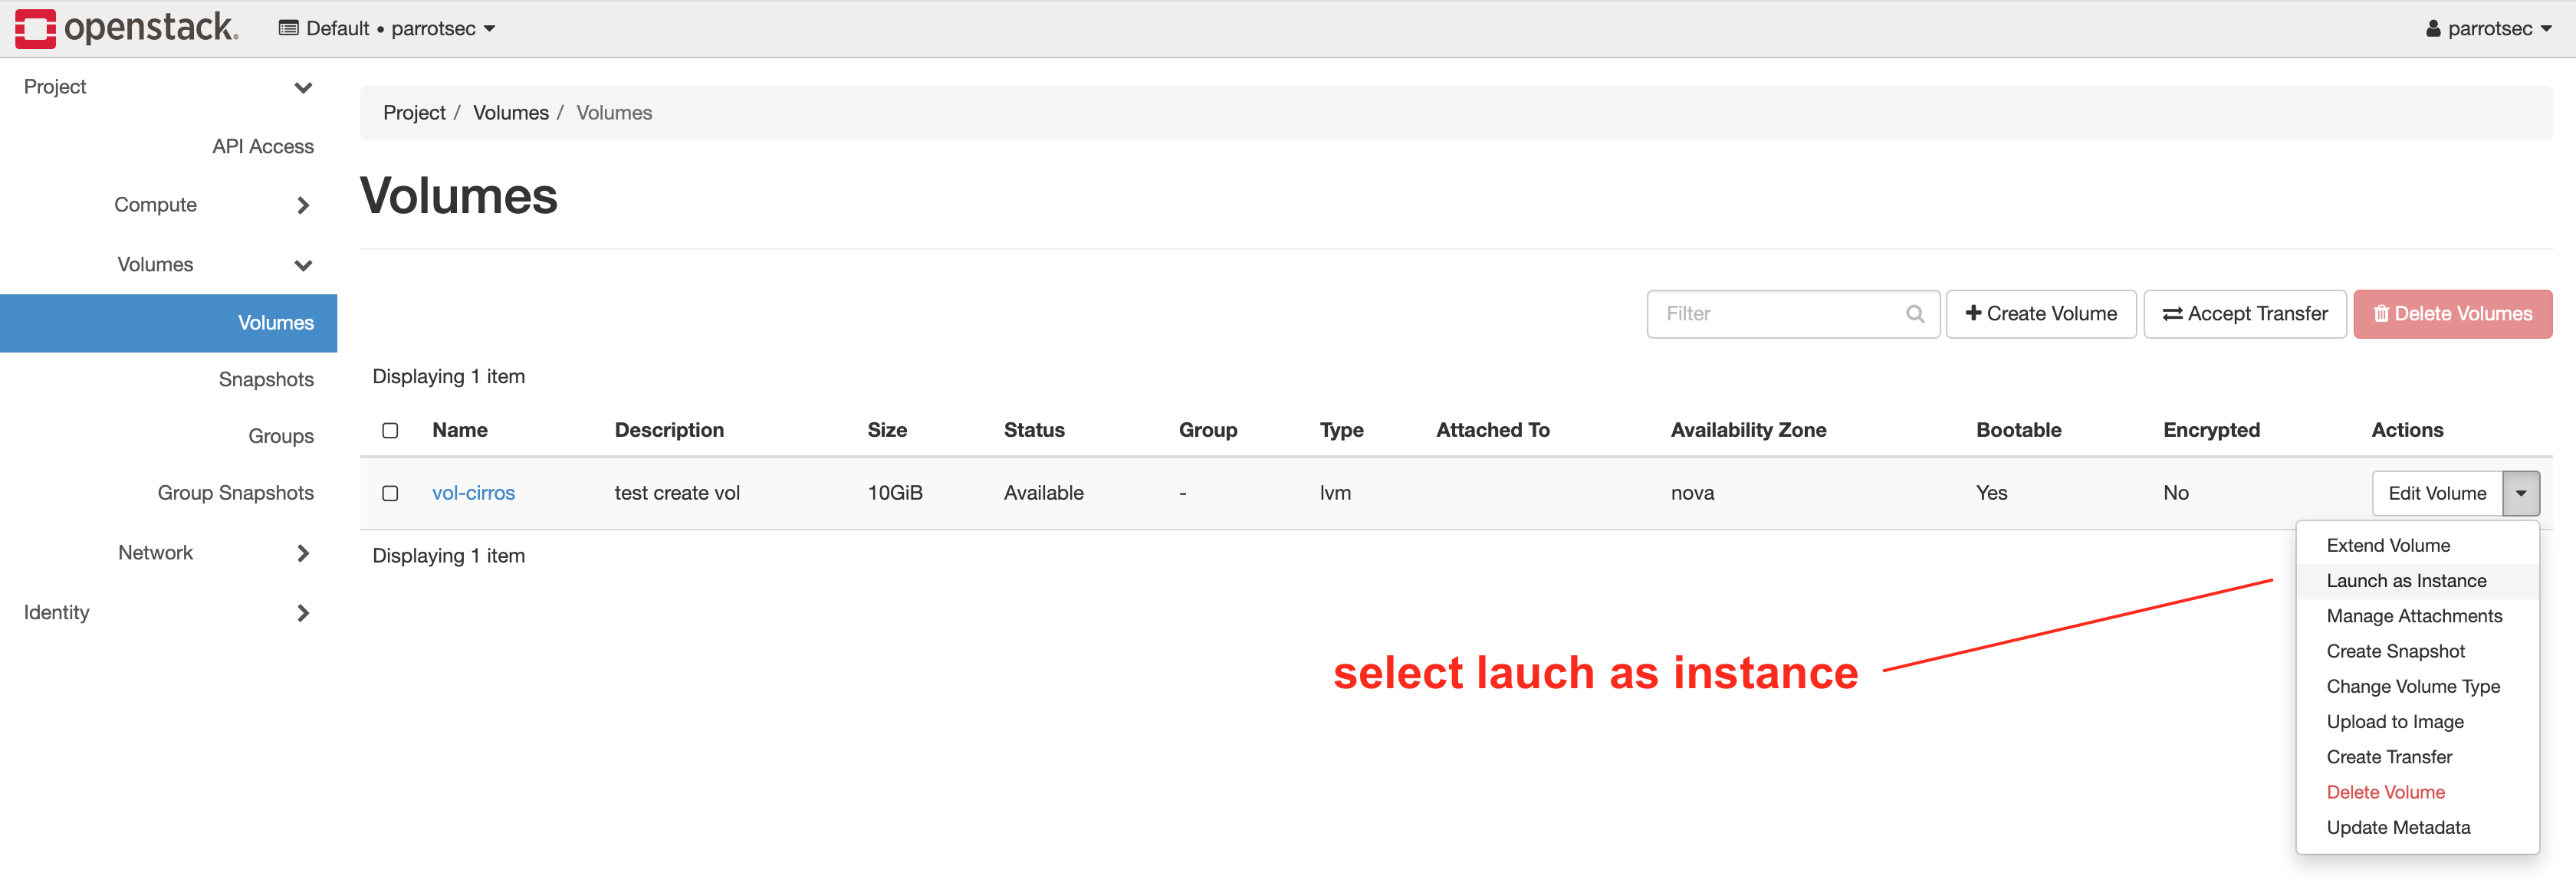 openstack. Default • parrotsec parrotsec
Project
API Access
Compute
Volumes
Volumes
Snapshots
Groups
Group Snapshots
Network
Identity
Project / Volumes / Volumes
Volumes
Filter Create Volume Accept Transfer Delete Volumes
Displaying 1 item
Name Description Size Status Group Type Attached To Availability Zone Bootable Encrypted Actions
vol-cirros test create vol 10GiB Available - lvm nova Yes No Edit Volume
Displaying 1 item
Extend Volume
Launch as Instance
Manage Attachments
Create Snapshot
Change Volume Type
Upload to Image
Create Transfer
Delete Volume
Update Metadata
select lauch as instance